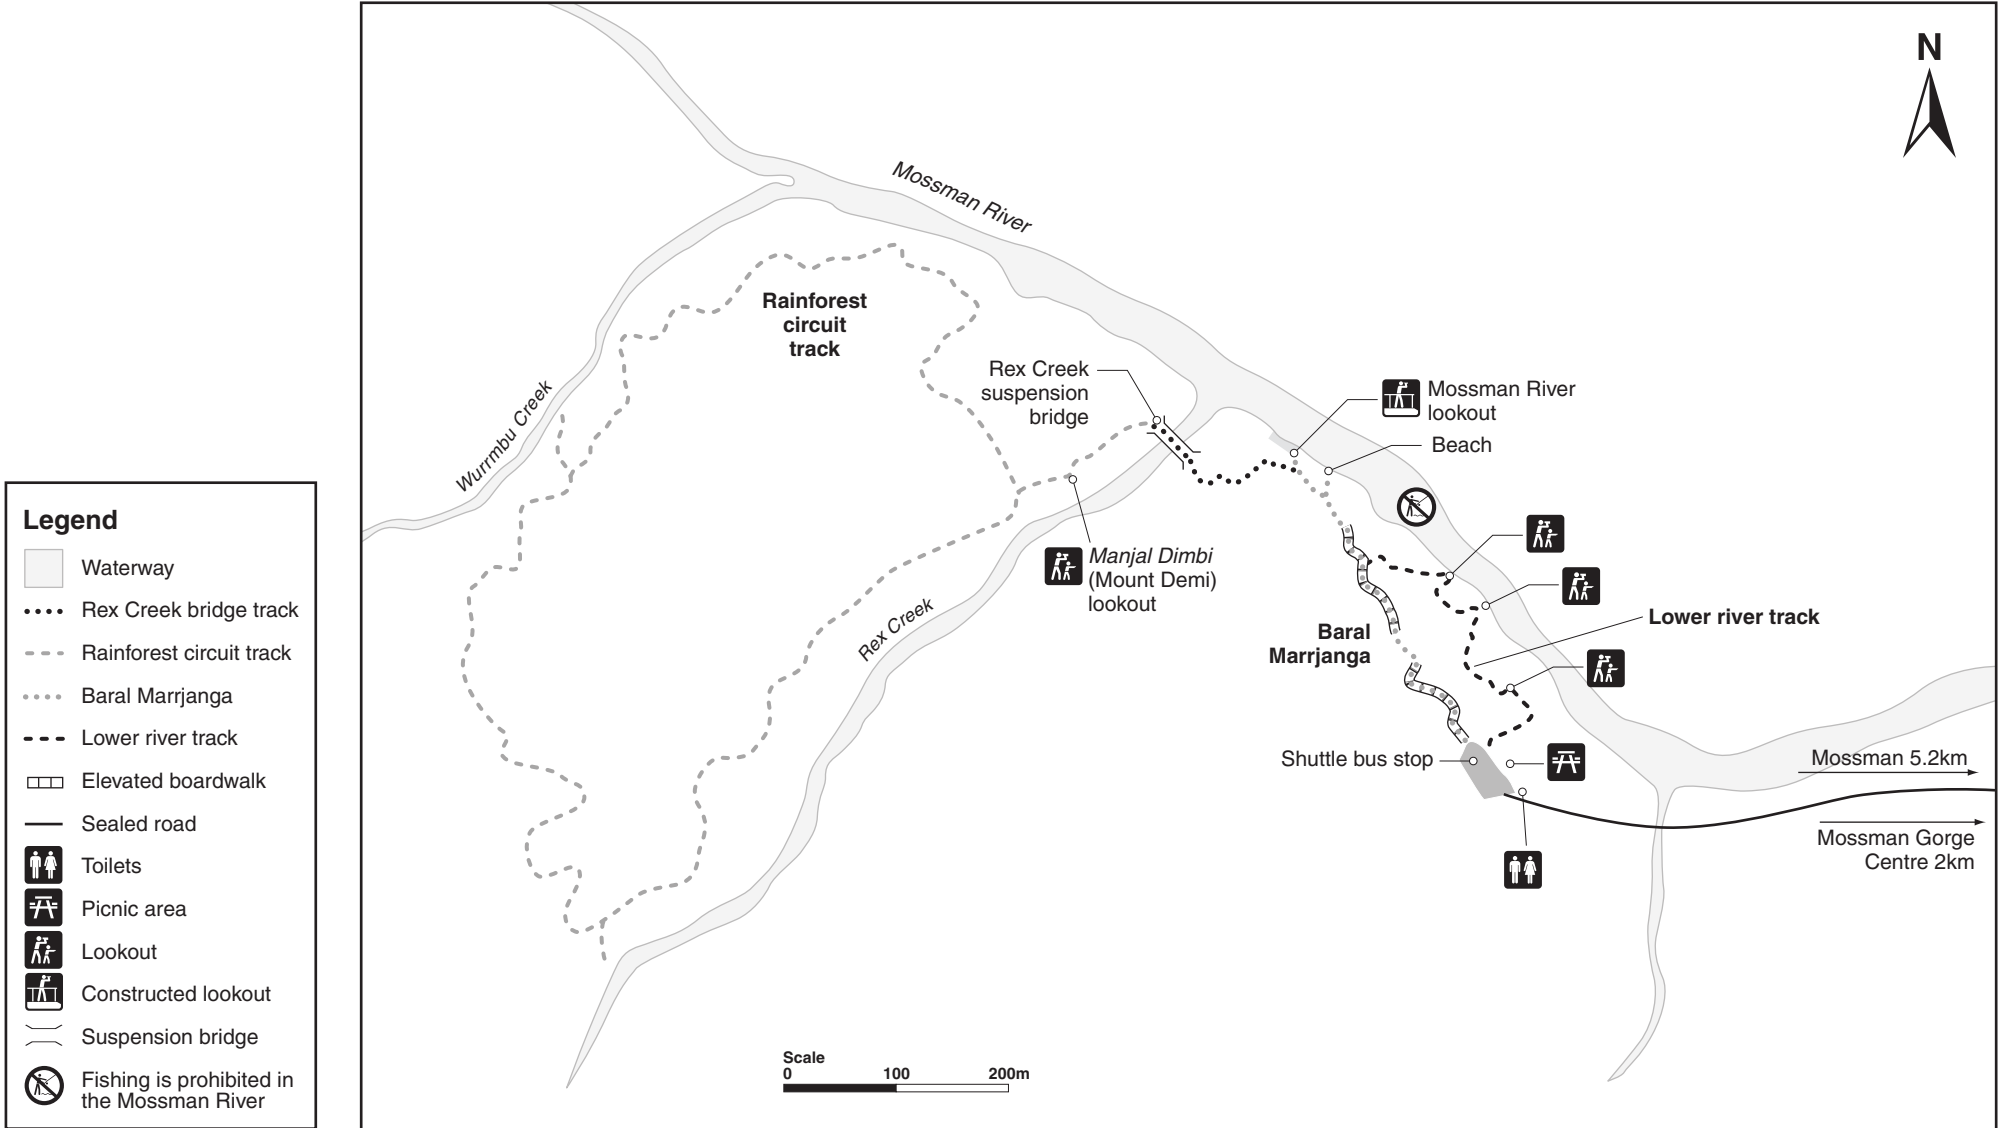 N
Mossman River
Rainforest
circuit
track
Wurrmbu Creek
Rex Creek
suspension
bridge
Mossman River
lookout
Beach
Manjal Dimbi
(Mount Demi)
lookout
Rex Creek
Baral
Marrjanga
Lower river track
Shuttle bus stop
Mossman 5.2km
Mossman Gorge
Centre 2km
Scale
0 100 200m
Legend
Waterway
Rex Creek bridge track
Rainforest circuit track
Baral Marrjanga
Lower river track
Elevated boardwalk
Sealed road
Toilets
Picnic area
Lookout
Constructed lookout
Suspension bridge
Fishing is prohibited in
the Mossman River